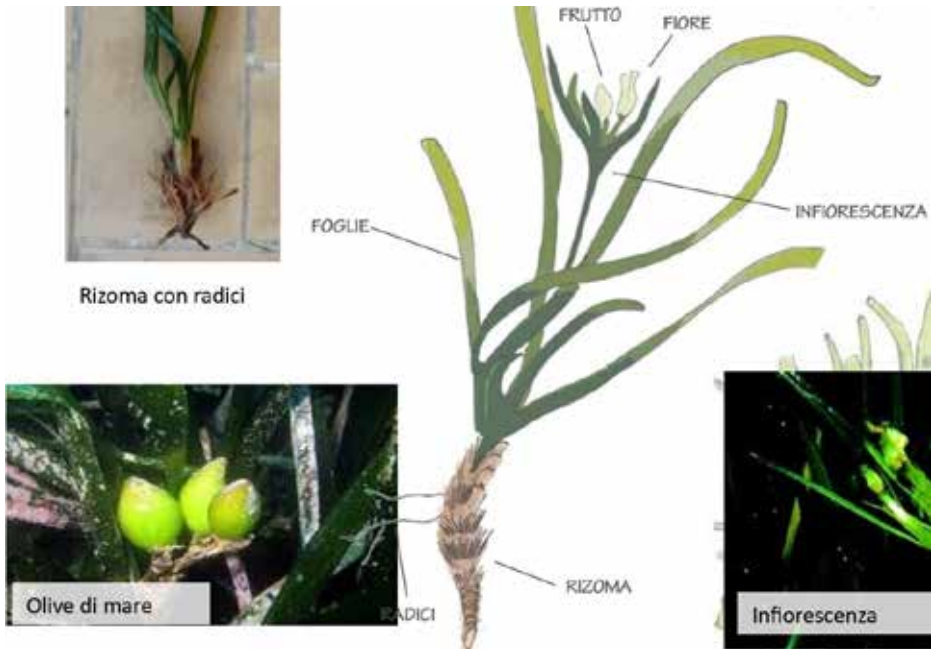 FRUTTO
FIORE
FOGLIE
INFIORESCENZA
Rizoma con radici
Olive di mare
RADICI
RIZOMA
Infiorescenza